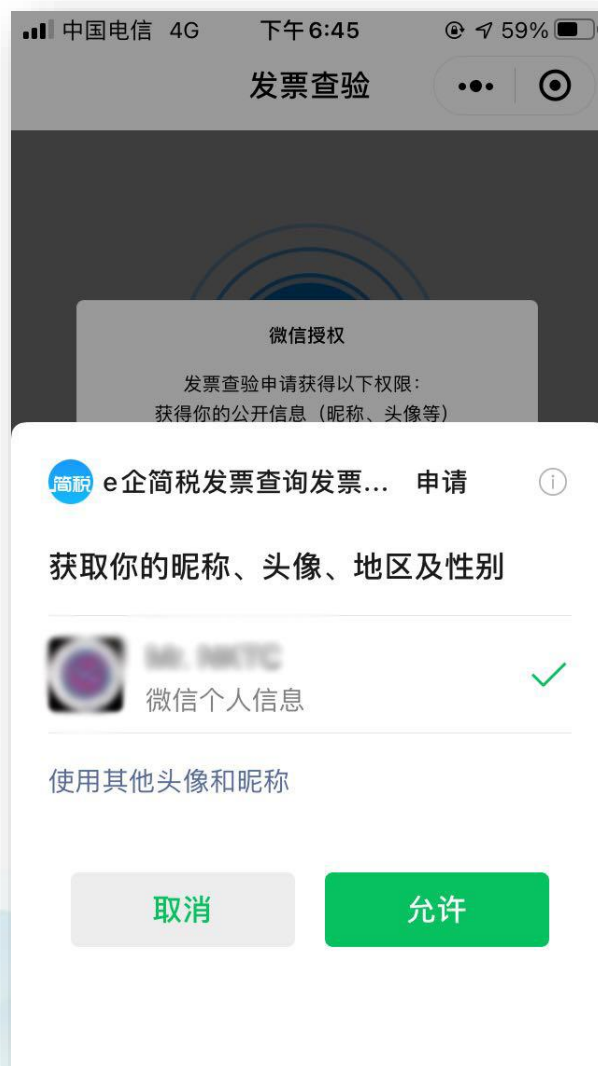 中国电信 4G 下午6:45 59%
发票查验
微信授权
发票查验申请获得以下权限:
获得你的公开信息（昵称、头像等）
简税 e企简税发票查询发票... 申请
获取你的昵称、头像、地区及性别
微信个人信息
使用其他头像和昵称
取消 允许